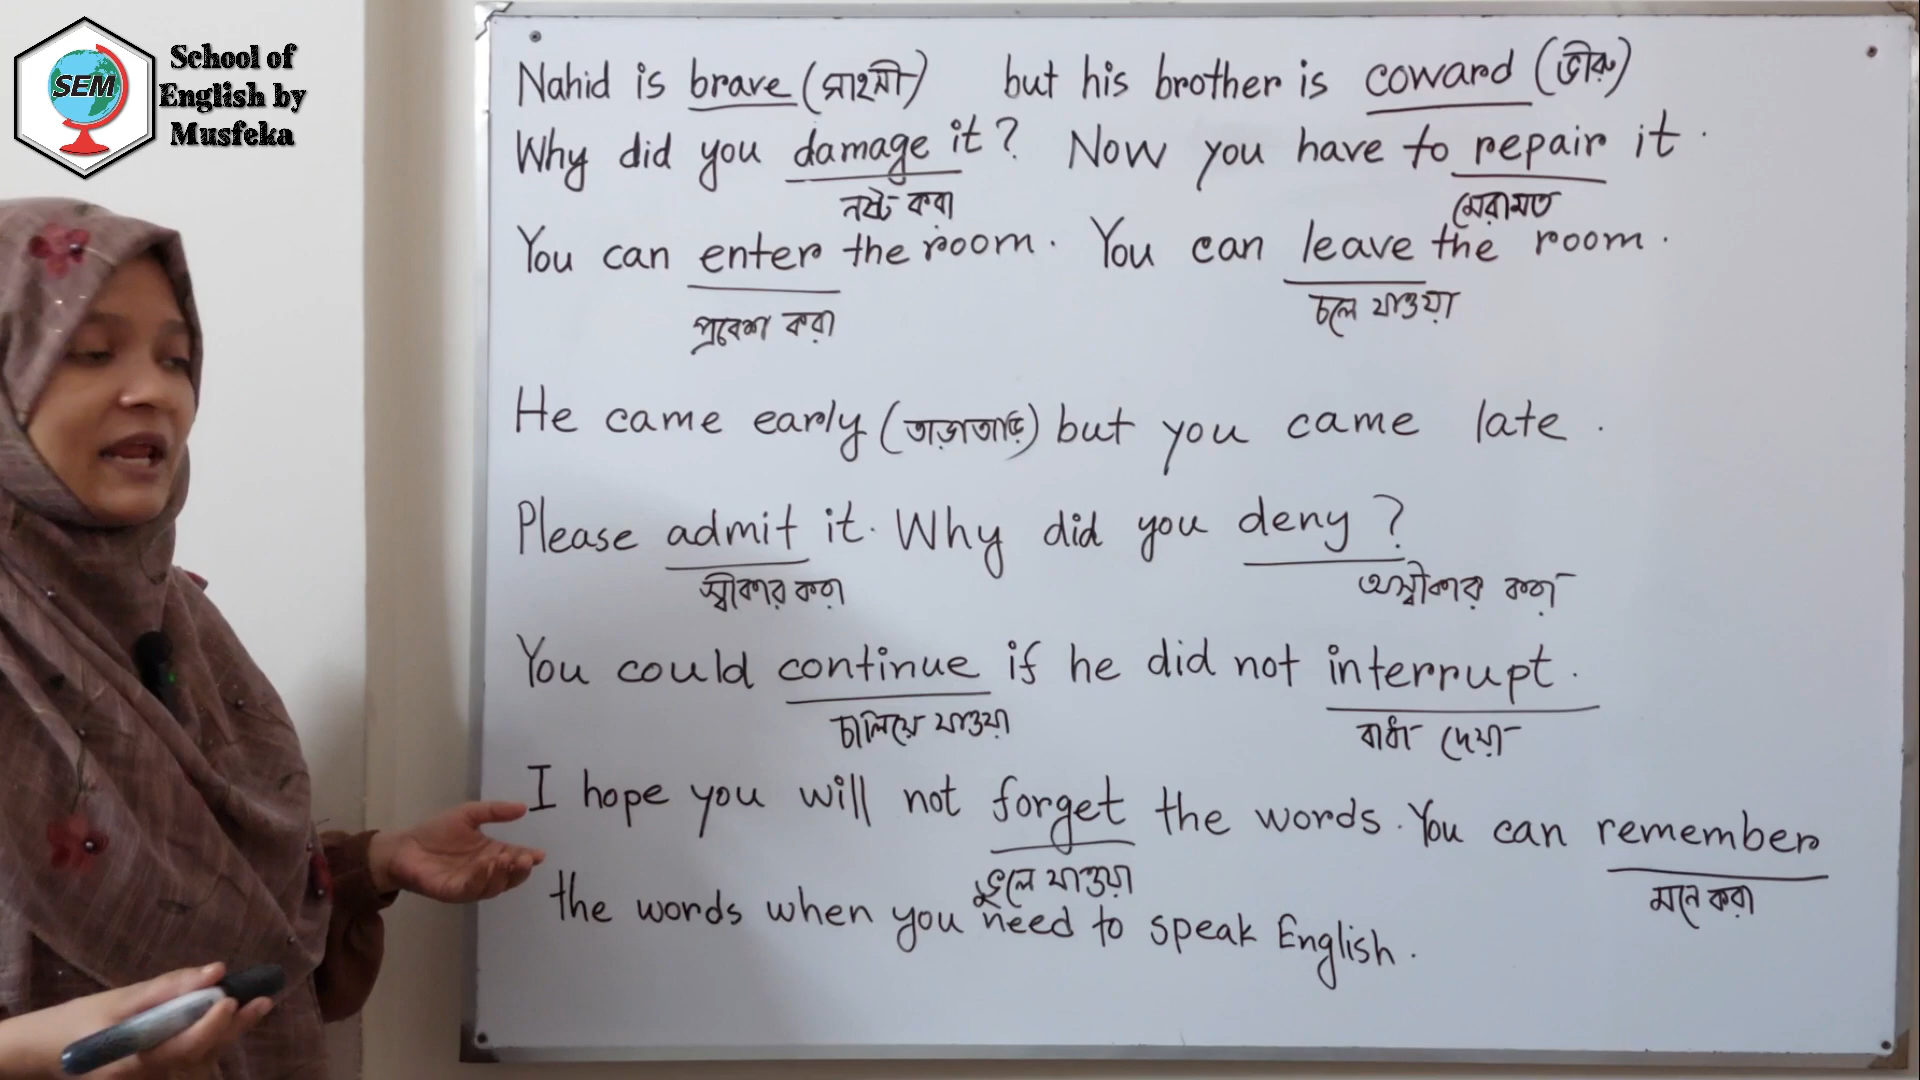 School of
English by
Musfeka
SEM
Nahid is brave (সাহসী) but his brother is coward (ভীরু)
Why did you damage it? Now you have to repair it.
নষ্ট করা মেরামত
You can enter the room. You can leave the room.
প্রবেশ করা চলে যাওয়া
He came early (তাড়াতাড়ি) but you came late.
Please admit it. Why did you deny?
স্বীকার করা অস্বীকার করা
You could continue if he did not interrupt.
চালিয়ে যাওয়া বাধা দেয়া
I hope you will not forget the words. You can remember
ভুলে যাওয়া মনে করা
the words when you need to speak English.